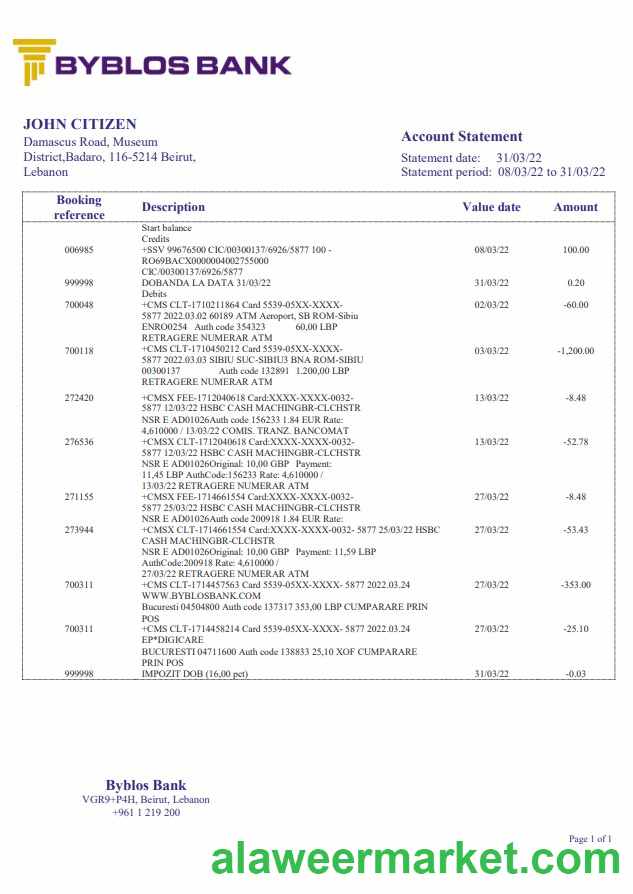 BYBLOS BANK
JOHN CITIZEN
Damascus Road, Museum
District,Badaro, 116-5214 Beirut,
Lebanon
Account Statement
Statement date: 31/03/22
Statement period: 08/03/22 to 31/03/22
Booking reference Description Value date Amount
Start balance
Credits
006985 +SSV 99676500 CIC/00300137/6926/5877 100 - 08/03/22 100.00
RO69BACX0000004002755000
CIC/00300137/6926/5877
999998 DOBANDA LA DATA 31/03/22 31/03/22 0.20
Debits
700048 +CMS CLT-1710211864 Card 5539-05XX-XXXX- 02/03/22 -60.00
5877 2022.03.02 60189 ATM Aeroport, SB ROM-Sibiu
ENRO0254 Auth code 354323 60,00 LBP
RETRAGERE NUMERAR ATM
700118 +CMS CLT-1710450212 Card 5539-05XX-XXXX- 03/03/22 -1,200.00
5877 2022.03.03 SIBIU SUC-SIBIU3 BNA ROM-SIBIU
00300137 Auth code 132891 1.200,00 LBP
RETRAGERE NUMERAR ATM
272420 +CMSX FEE-1712040618 Card:XXXX-XXXX-0032- 13/03/22 -8.48
5877 12/03/22 HSBC CASH MACHINGBR-CLCHSTR
NSR E AD01026Auth code 156233 1.84 EUR Rate:
4,610000 / 13/03/22 COMIS. TRANZ. BANCOMAT
276536 +CMSX CLT-1712040618 Card:XXXX-XXXX-0032- 13/03/22 -52.78
5877 12/03/22 HSBC CASH MACHINGBR-CLCHSTR
NSR E AD01026Original: 10,00 GBP Payment:
11,45 LBP AuthCode:156233 Rate: 4,610000 /
13/03/22 RETRAGERE NUMERAR ATM
271155 +CMSX FEE-1714661554 Card:XXXX-XXXX-0032- 27/03/22 -8.48
5877 25/03/22 HSBC CASH MACHINGBR-CLCHSTR
NSR E AD01026Auth code 200918 1.84 EUR Rate:
273944 +CMSX CLT-1714661554 Card:XXXX-XXXX-0032- 5877 25/03/22 HSBC 27/03/22 -53.43
CASH MACHINGBR-CLCHSTR
NSR E AD01026Original: 10,00 GBP Payment: 11,59 LBP
AuthCode:200918 Rate: 4,610000 /
27/03/22 RETRAGERE NUMERAR ATM
700311 +CMS CLT-1714457563 Card 5539-05XX-XXXX- 5877 2022.03.24 27/03/22 -353.00
WWW.BYBLOSBANK.COM
Bucuresti 04504800 Auth code 137317 353,00 LBP CUMPARARE PRIN
POS
700311 +CMS CLT-1714458214 Card 5539-05XX-XXXX- 5877 2022.03.24 27/03/22 -25.10
EP*DIGICARE
BUCURESTI 04711600 Auth code 138833 25,10 XOF CUMPARARE
PRIN POS
999998 IMPOZIT DOB (16,00 pct) 31/03/22 -0.03
Byblos Bank
VGR9+P4H, Beirut, Lebanon
+961 1 219 200
Page 1 of 1
alaweermarket.com